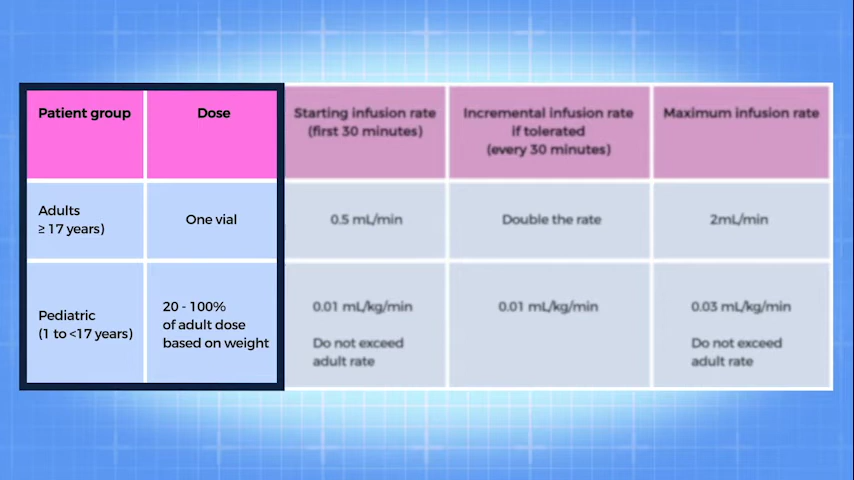 Patient group
Dose
Starting infusion rate
(first 30 minutes)
Incremental infusion rate
if tolerated
(every 30 minutes)
Maximum infusion rate
Adults
≥ 17 years)
One vial
0.5 mL/min
Double the rate
2mL/min
Pediatric
(1 to <17 years)
20 - 100%
of adult dose
based on weight
0.01 mL/kg/min
Do not exceed
adult rate
0.01 mL/kg/min
0.03 mL/kg/min
Do not exceed
adult rate